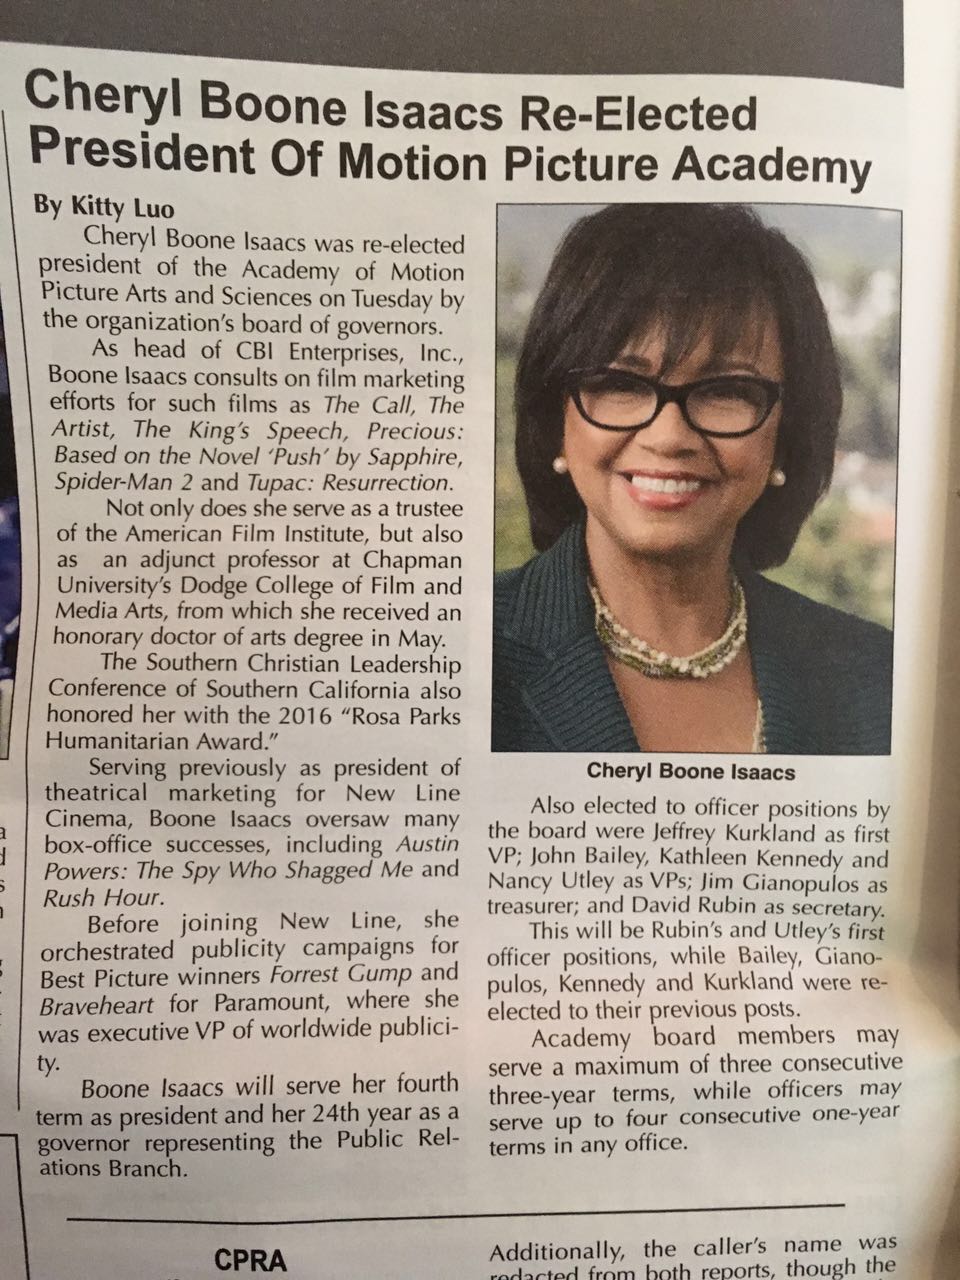 Cheryl Boone Isaacs Re-Elected
President Of Motion Picture Academy
By Kitty Luo
Cheryl Boone Isaacs was re-elected
president of the Academy of Motion
Picture Arts and Sciences on Tuesday by
the organization's board of governors.
As head of CBI Enterprises, Inc.,
Boone Isaacs consults on film marketing
efforts for such films as The Call, The
Artist, The King's Speech, Precious:
Based on the Novel 'Push' by Sapphire,
Spider-Man 2 and Tupac: Resurrection.
Not only does she serve as a trustee
of the American Film Institute, but also
as an adjunct professor at Chapman
University's Dodge College of Film and
Media Arts, from which she received an
honorary doctor of arts degree in May.
The Southern Christian Leadership
Conference of Southern California also
honored her with the 2016 "Rosa Parks
Humanitarian Award."
Serving previously as president of
theatrical marketing for New Line
Cinema, Boone Isaacs oversaw many
box-office successes, including Austin
Powers: The Spy Who Shagged Me and
Rush Hour.
Before joining New Line, she
orchestrated publicity campaigns for
Best Picture winners Forrest Gump and
Braveheart for Paramount, where she
was executive VP of worldwide publici-
ty.
Boone Isaacs will serve her fourth
term as president and her 24th year as a
governor representing the Public Rel-
ations Branch.
Cheryl Boone Isaacs
Also elected to officer positions by
the board were Jeffrey Kurkland as first
VP; John Bailey, Kathleen Kennedy and
Nancy Utley as VPs; Jim Gianopulos as
treasurer; and David Rubin as secretary.
This will be Rubin's and Utley's first
officer positions, while Bailey, Giano-
pulos, Kennedy and Kurkland were re-
elected to their previous posts.
Academy board members may
serve a maximum of three consecutive
three-year terms, while officers may
serve up to four consecutive one-year
terms in any office.
CPRA
Additionally, the caller's name was
redacted from both reports, though the